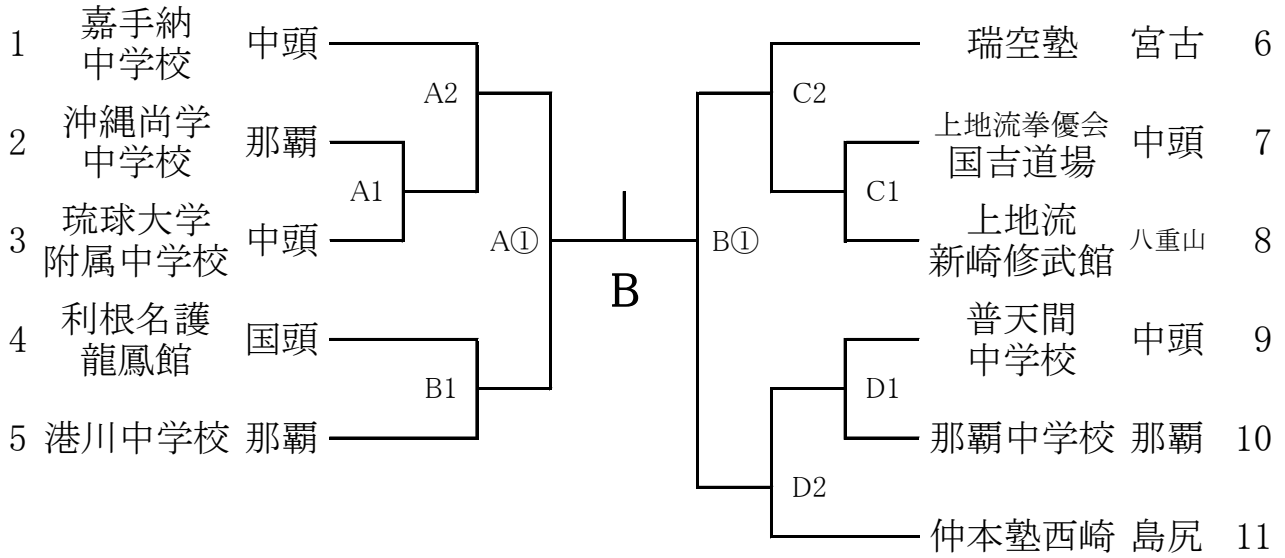 1 嘉手納
中学校 中頭
2 沖縄尚学
中学校 那覇
3 琉球大学
附属中学校 中頭
4 利根名護
龍鳳館 国頭
5 港川中学校 那覇
A2
A1
A①
B1
B
瑞空塾 宮古 6
上地流拳優会
国吉道場 中頭 7
上地流
新崎修武館 八重山 8
普天間
中学校 中頭 9
那覇中学校 那覇 10
仲本塾西崎 島尻 11
C2
C1
B①
D1
D2